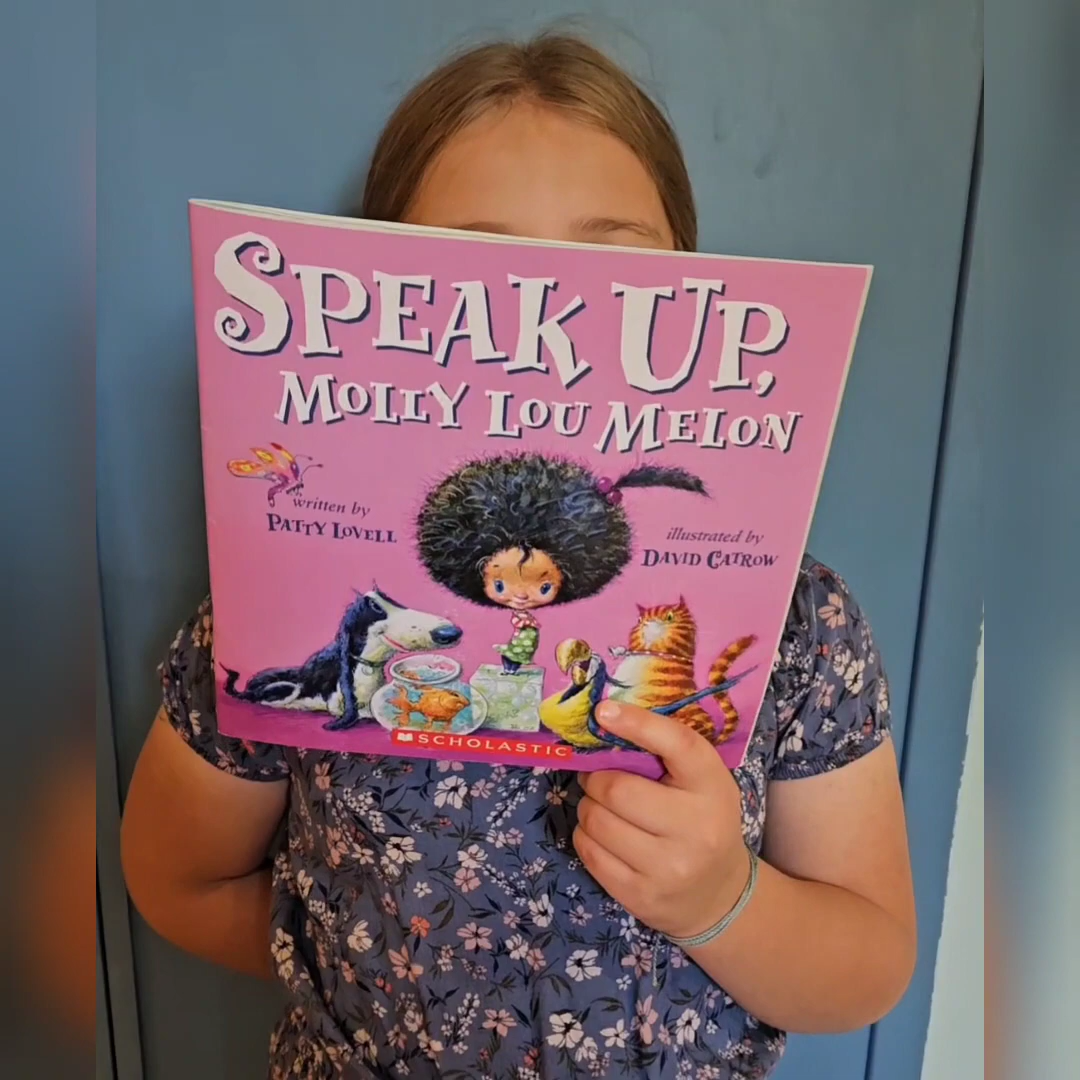 SPEAK UP,
MOLLY LOU MELON
written by
PATTY LOVELL
illustrated by
DAVID CATROW
SCHOLASTIC